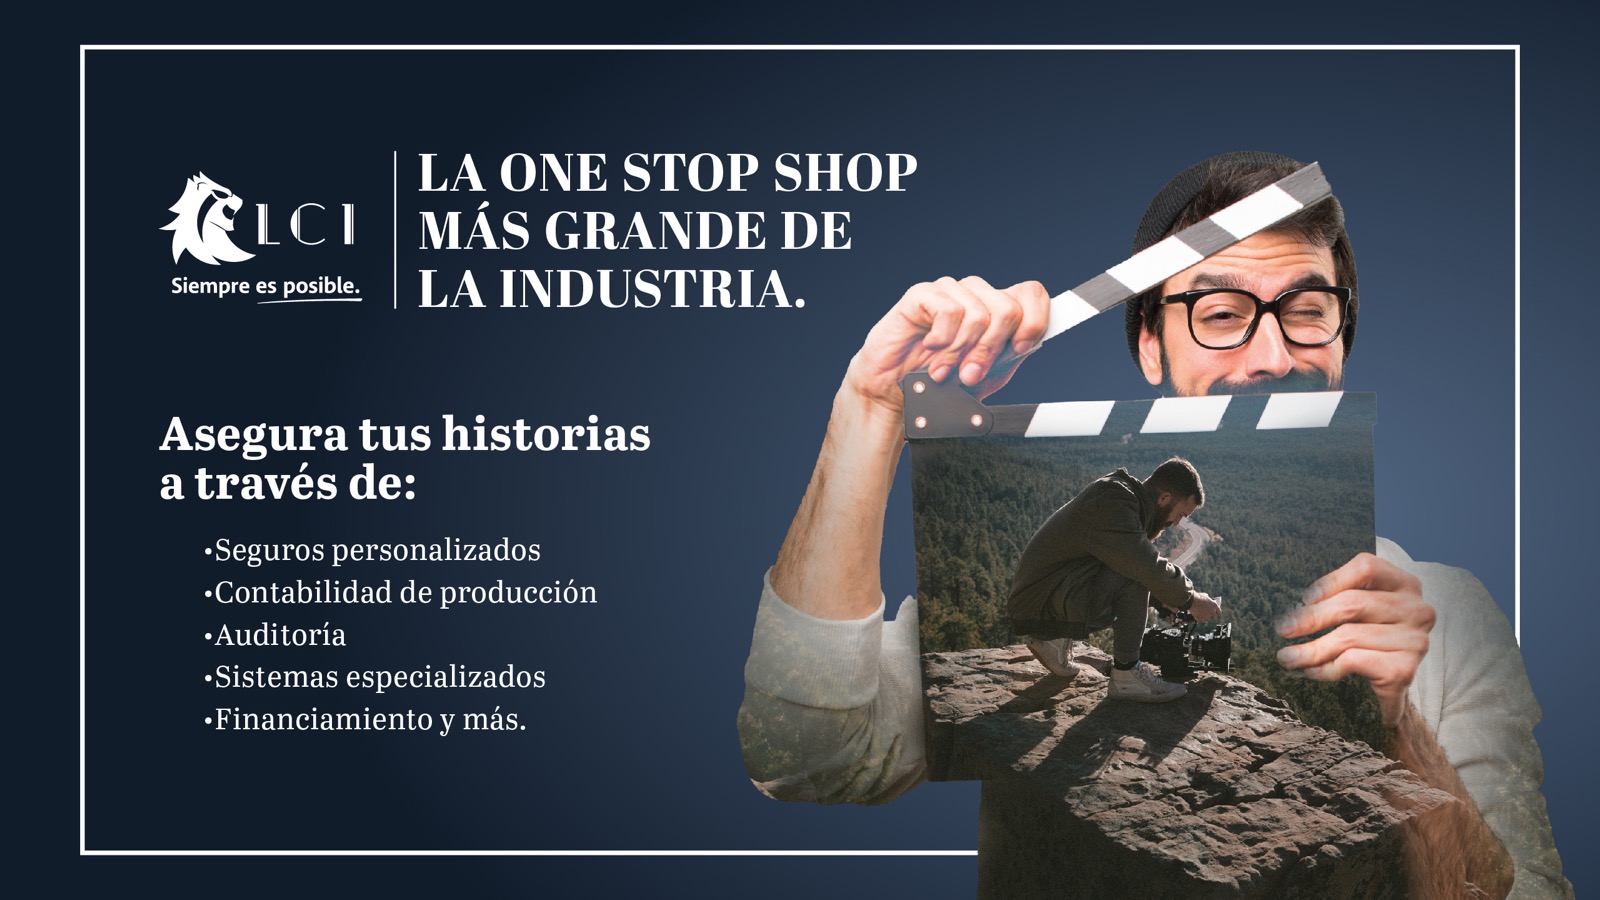 LCI
Siempre es posible.
LA ONE STOP SHOP
MÁS GRANDE DE
LA INDUSTRIA.
Asegura tus historias
a través de:
•Seguros personalizados
•Contabilidad de producción
•Auditoría
•Sistemas especializados
•Financiamiento y más.